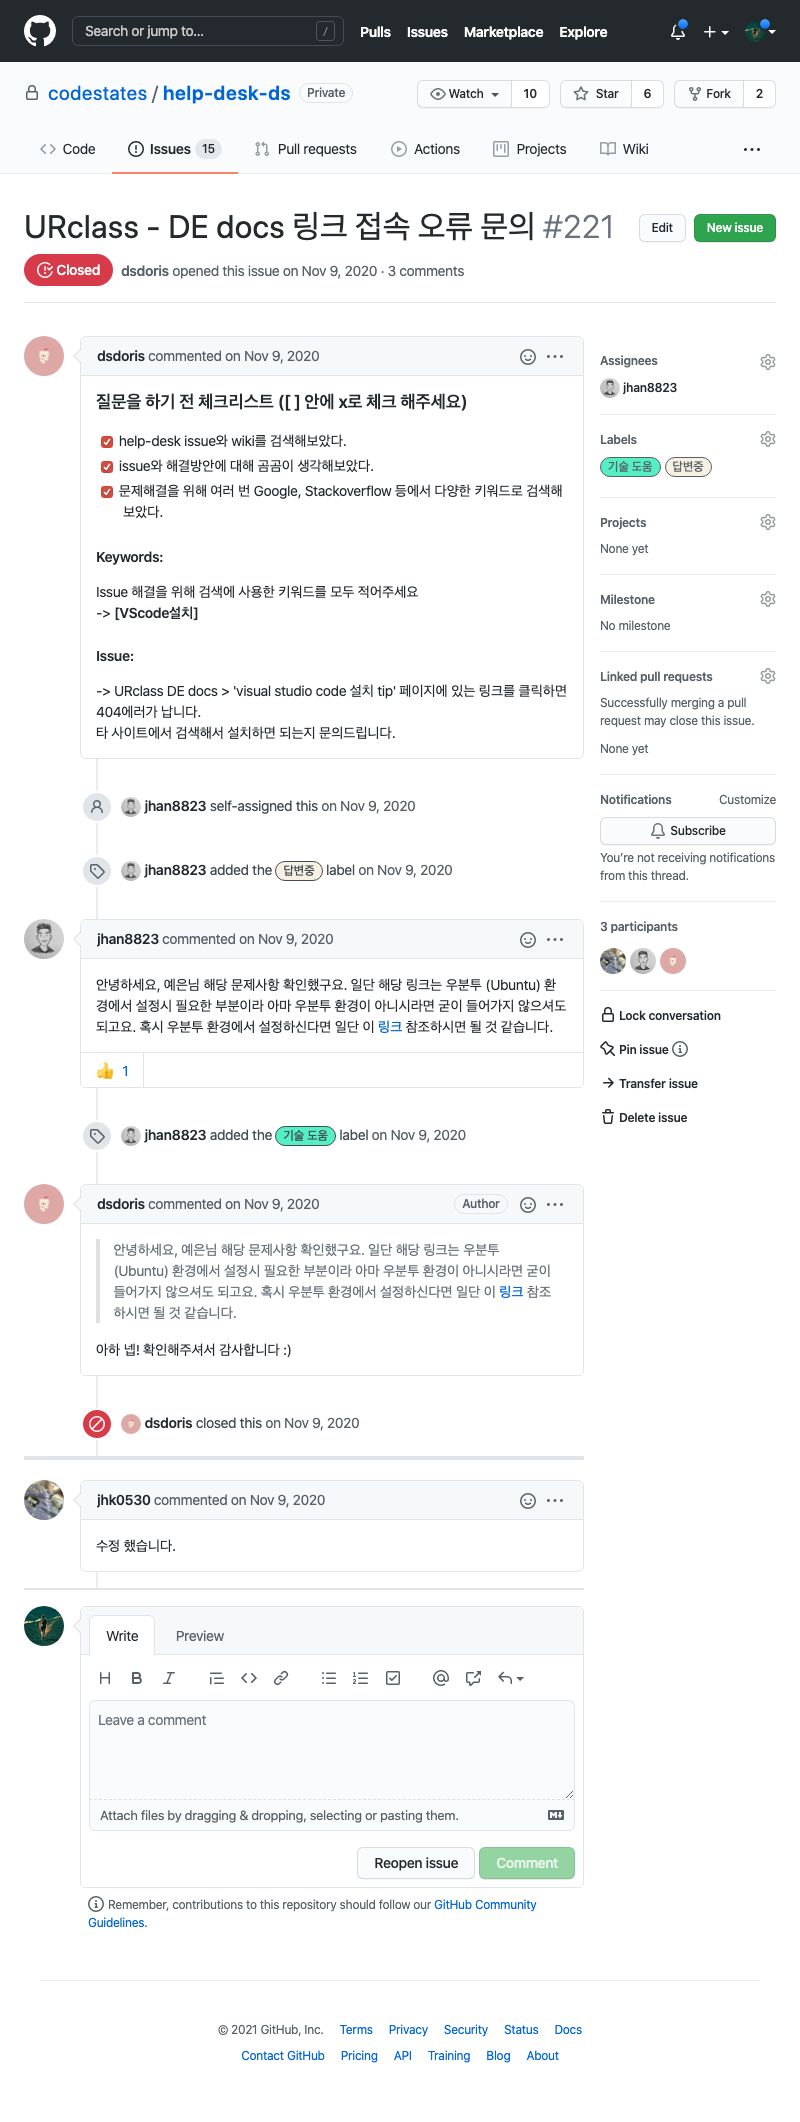 Search or jump to... /
Pulls Issues Marketplace Explore
codestates / help-desk-ds Private
Watch 10 Star 6 Fork 2
Code Issues 15 Pull requests Actions Projects Wiki ...
URclass - DE docs 링크 접속 오류 문의 #221
Edit New issue
Closed dsdoris opened this issue on Nov 9, 2020 · 3 comments
dsdoris commented on Nov 9, 2020
질문을 하기 전 체크리스트 ([ ] 안에 x로 체크 해주세요)
help-desk issue와 wiki를 검색해보았다.
issue와 해결방안에 대해 곰곰이 생각해보았다.
문제해결을 위해 여러 번 Google, Stackoverflow 등에서 다양한 키워드로 검색해
보았다.
Keywords:
Issue 해결을 위해 검색에 사용한 키워드를 모두 적어주세요
-> [VScode설치]
Issue:
-> URclass DE docs > 'visual studio code 설치 tip' 페이지에 있는 링크를 클릭하면
404에러가 납니다.
타 사이트에서 검색해서 설치하면 되는지 문의드립니다.
jhan8823 self-assigned this on Nov 9, 2020
jhan8823 added the 답변중 label on Nov 9, 2020
jhan8823 commented on Nov 9, 2020
안녕하세요, 예은님 해당 문제사항 확인했구요. 일단 해당 링크는 우분투 (Ubuntu) 환
경에서 설정시 필요한 부분이라 아마 우분투 환경이 아니시라면 굳이 들어가지 않으셔도
되고요. 혹시 우분투 환경에서 설정하신다면 일단 이 링크 참조하시면 될 것 같습니다.
👍 1
jhan8823 added the 기술 도움 label on Nov 9, 2020
dsdoris commented on Nov 9, 2020 Author
안녕하세요, 예은님 해당 문제사항 확인했구요. 일단 해당 링크는 우분투
(Ubuntu) 환경에서 설정시 필요한 부분이라 아마 우분투 환경이 아니시라면 굳이
들어가지 않으셔도 되고요. 혹시 우분투 환경에서 설정하신다면 일단 이 링크 참조
하시면 될 것 같습니다.
아하 넵! 확인해주셔서 감사합니다 :)
dsdoris closed this on Nov 9, 2020
jhk0530 commented on Nov 9, 2020
수정 했습니다.
Write Preview
H B I
Leave a comment
Attach files by dragging & dropping, selecting or pasting them.
Reopen issue Comment
Remember, contributions to this repository should follow our GitHub Community
Guidelines.
Assignees
jhan8823
Labels
기술 도움 답변중
Projects
None yet
Milestone
No milestone
Linked pull requests
Successfully merging a pull
request may close this issue.
None yet
Notifications Customize
Subscribe
You're not receiving notifications
from this thread.
3 participants
Lock conversation
Pin issue
Transfer issue
Delete issue
© 2021 GitHub, Inc. Terms Privacy Security Status Docs
Contact GitHub Pricing API Training Blog About